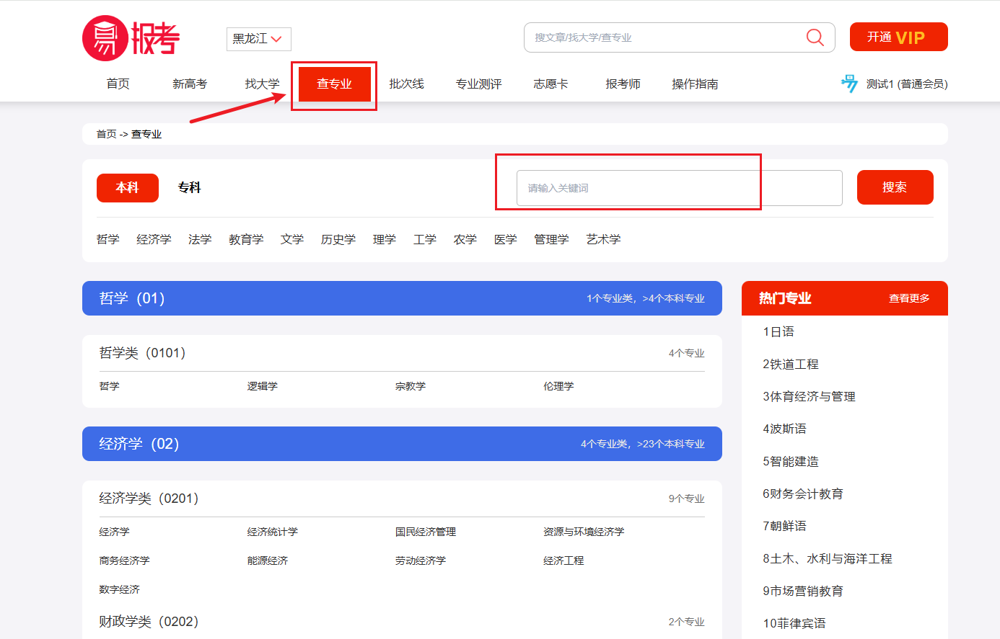 易报考
黑龙江
搜文章/找大学/查专业
开通 VIP
首页 新高考 找大学 查专业 批次线 专业测评 志愿卡 报考师 操作指南
测试1 (普通会员)
首页 -> 查专业
本科 专科
请输入关键词
搜索
哲学 经济学 法学 教育学 文学 历史学 理学 工学 农学 医学 管理学 艺术学
哲学（01）
1个专业类，>4个本科专业
哲学类（0101）
4个专业
哲学 逻辑学 宗教学 伦理学
经济学（02）
4个专业类，>23个本科专业
经济学类（0201）
9个专业
经济学 经济统计学 国民经济管理 资源与环境经济学
商务经济学 能源经济 劳动经济学 经济工程
数字经济
财政学类（0202）
2个专业
热门专业 查看更多
1日语
2铁道工程
3体育经济与管理
4波斯语
5智能建造
6财务会计教育
7朝鲜语
8土木、水利与海洋工程
9市场营销教育
10菲律宾语